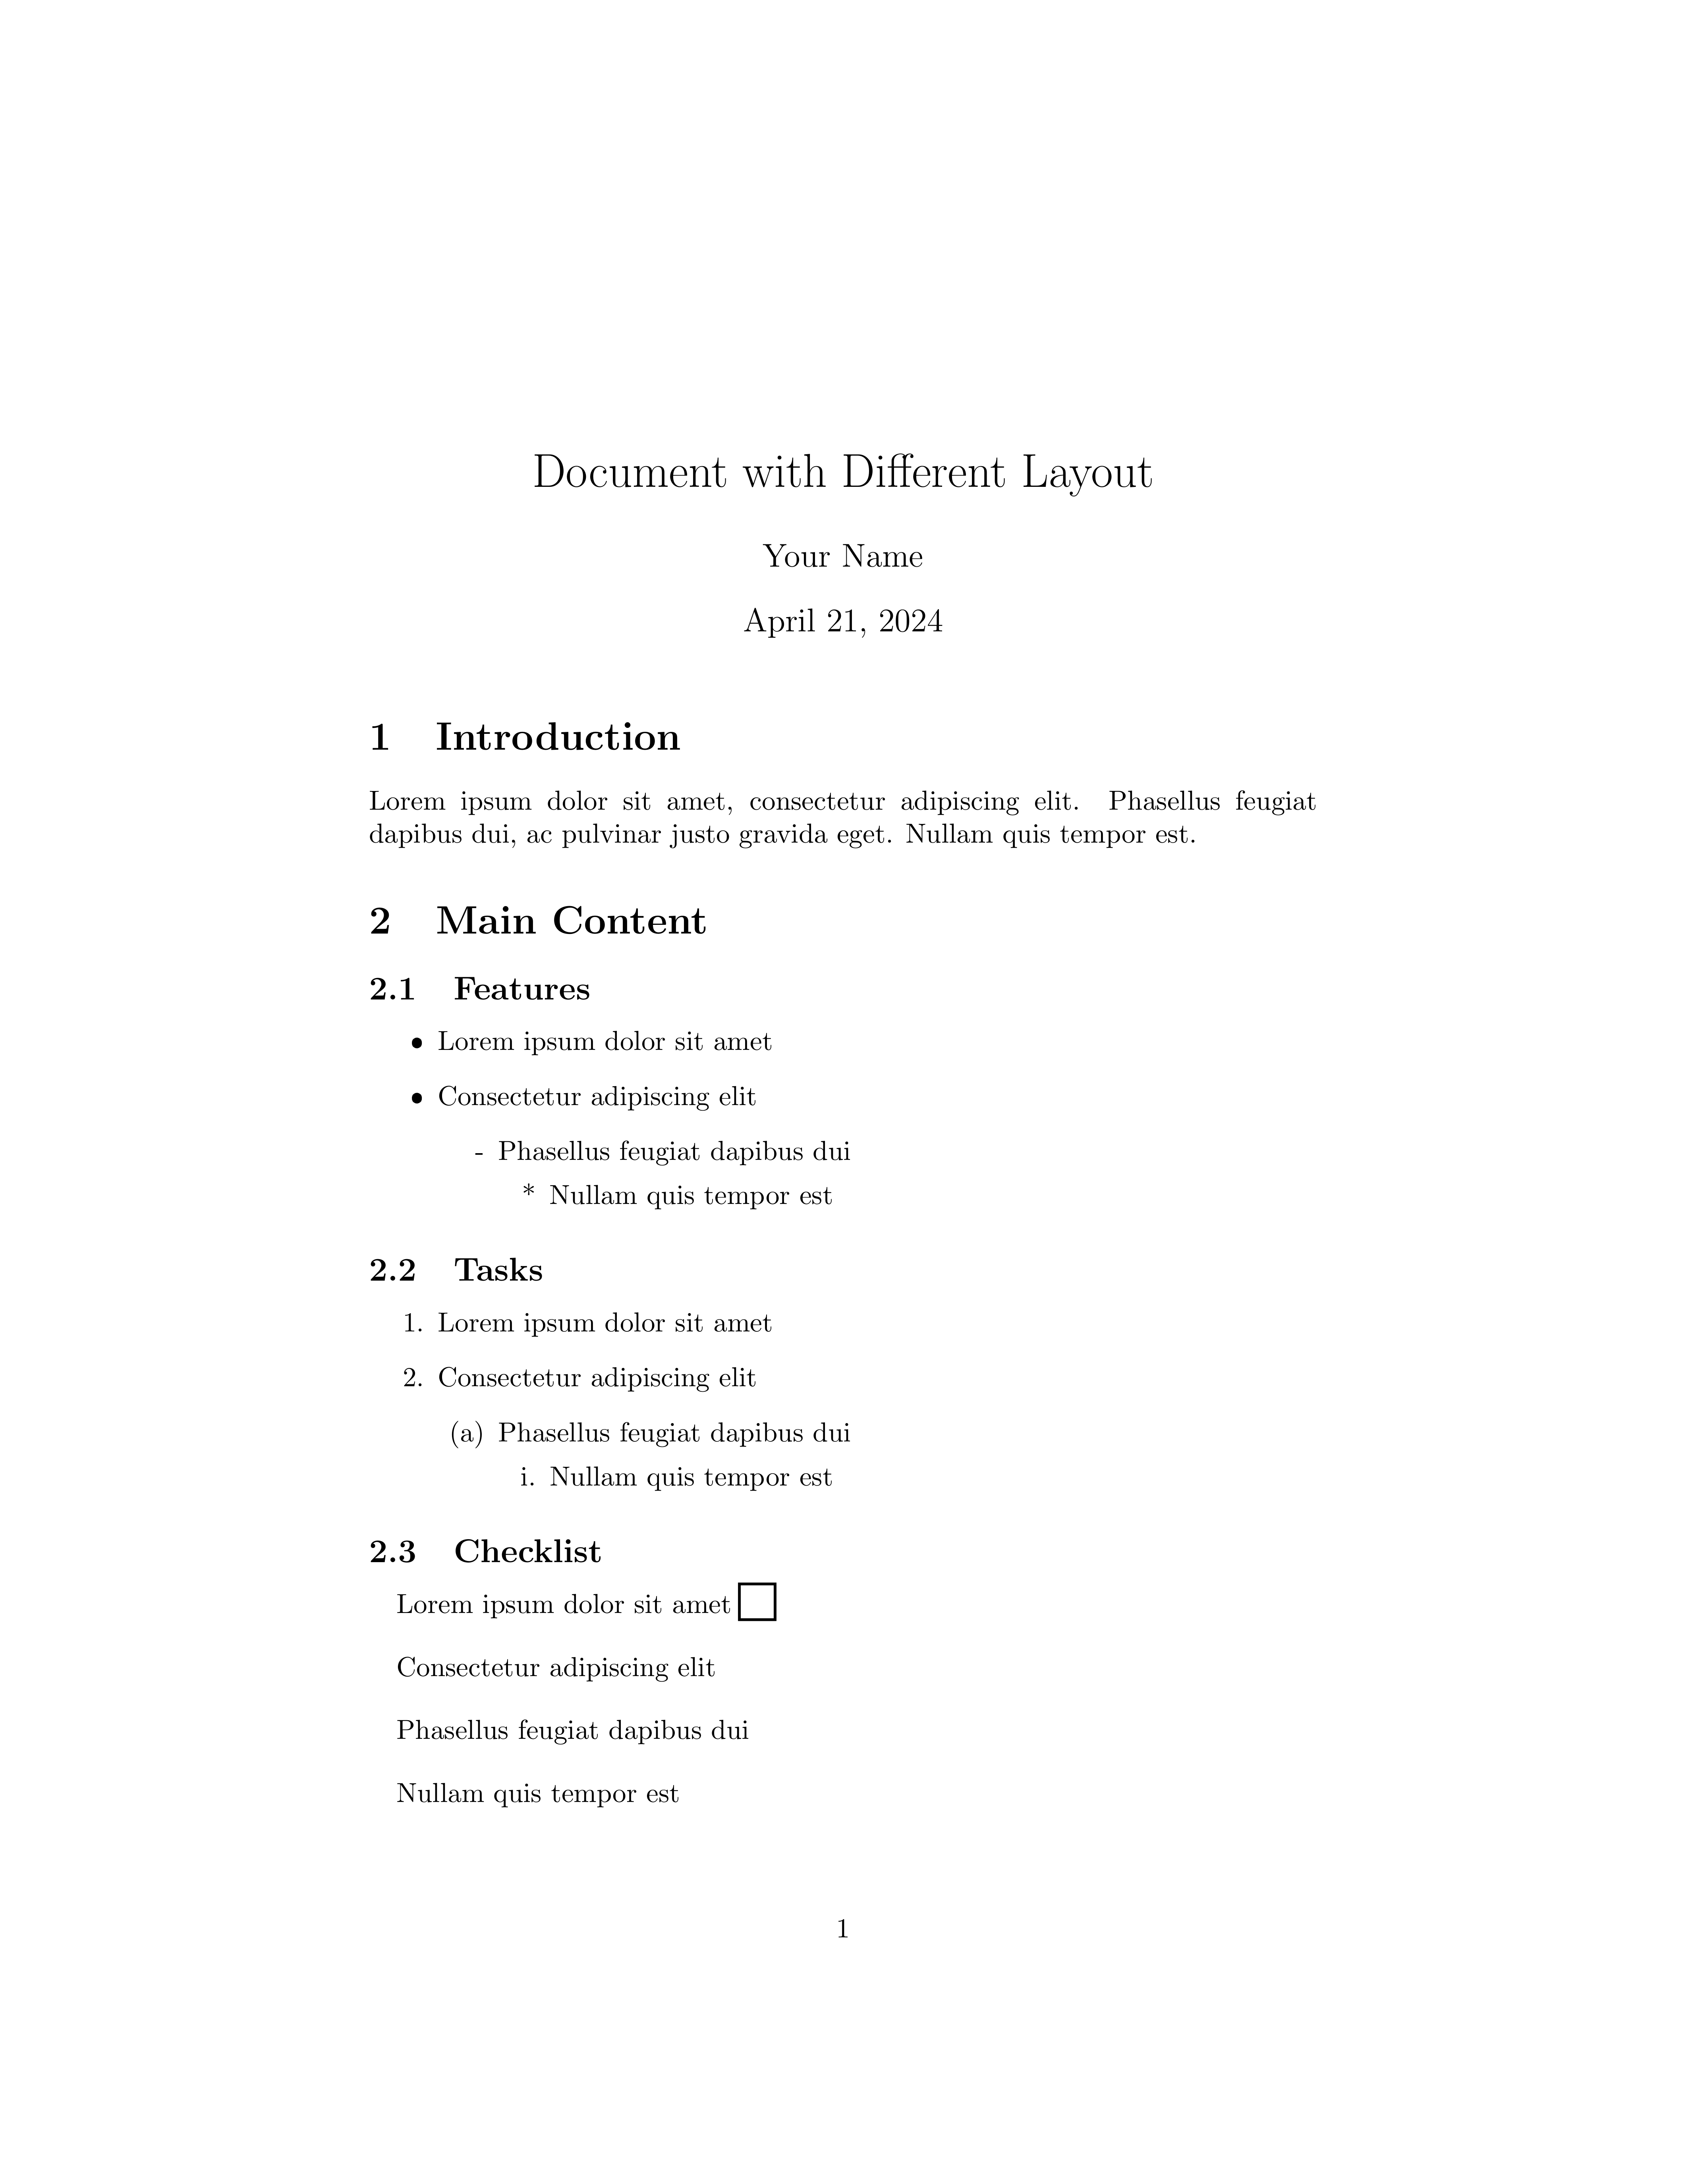 Document with Different Layout
Your Name
April 21, 2024
1 Introduction
Lorem ipsum dolor sit amet, consectetur adipiscing elit. Phasellus feugiat
dapibus dui, ac pulvinar justo gravida eget. Nullam quis tempor est.
2 Main Content
2.1 Features
• Lorem ipsum dolor sit amet
• Consectetur adipiscing elit
- Phasellus feugiat dapibus dui
* Nullam quis tempor est
2.2 Tasks
1. Lorem ipsum dolor sit amet
2. Consectetur adipiscing elit
(a) Phasellus feugiat dapibus dui
i. Nullam quis tempor est
2.3 Checklist
Lorem ipsum dolor sit amet □
Consectetur adipiscing elit
Phasellus feugiat dapibus dui
Nullam quis tempor est
1